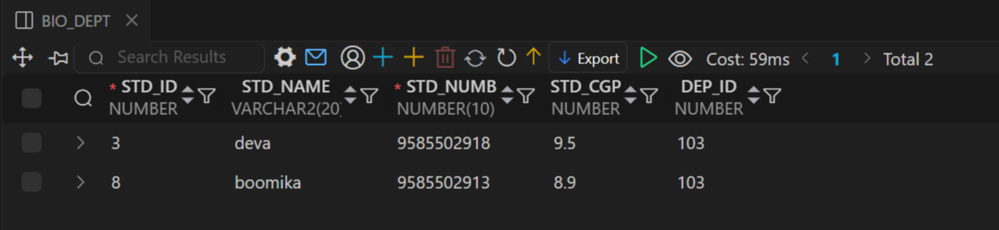 BIO_DEPT
Search Results Export Cost: 59ms 1 Total 2
* STD_ID STD_NAME * STD_NUMB STD_CGP DEP_ID
NUMBER VARCHAR2(20) NUMBER(10) NUMBER NUMBER
3 deva 9585502918 9.5 103
8 boomika 9585502913 8.9 103